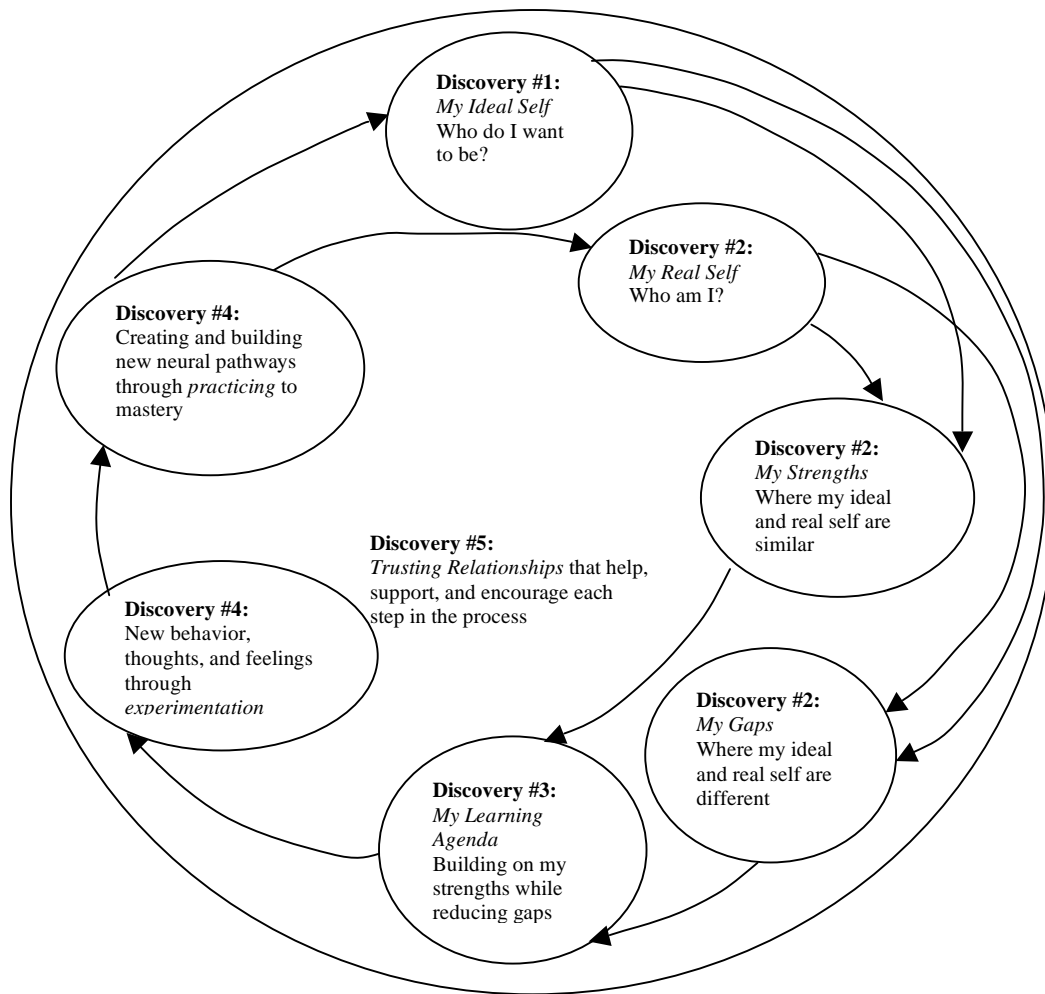 Discovery #1:
My Ideal Self
Who do I want
to be?
Discovery #2:
My Real Self
Who am I?
Discovery #4:
Creating and building
new neural pathways
through practicing to
mastery
Discovery #2:
My Strengths
Where my ideal
and real self are
similar
Discovery #5:
Trusting Relationships that help,
support, and encourage each
step in the process
Discovery #4:
New behavior,
thoughts, and feelings
through
experimentation
Discovery #2:
My Gaps
Where my ideal
and real self are
different
Discovery #3:
My Learning
Agenda
Building on my
strengths while
reducing gaps